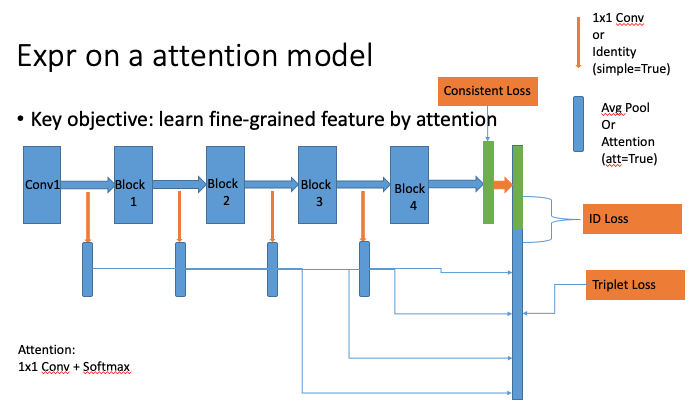 Expr on a attention model
• Key objective: learn fine-grained feature by attention
1x1 Conv
or
Identity
(simple=True)
Consistent Loss
Avg Pool
Or
Attention
(att=True)
Conv1
Block
1
Block
2
Block
3
Block
4
ID Loss
Triplet Loss
Attention:
1x1 Conv + Softmax